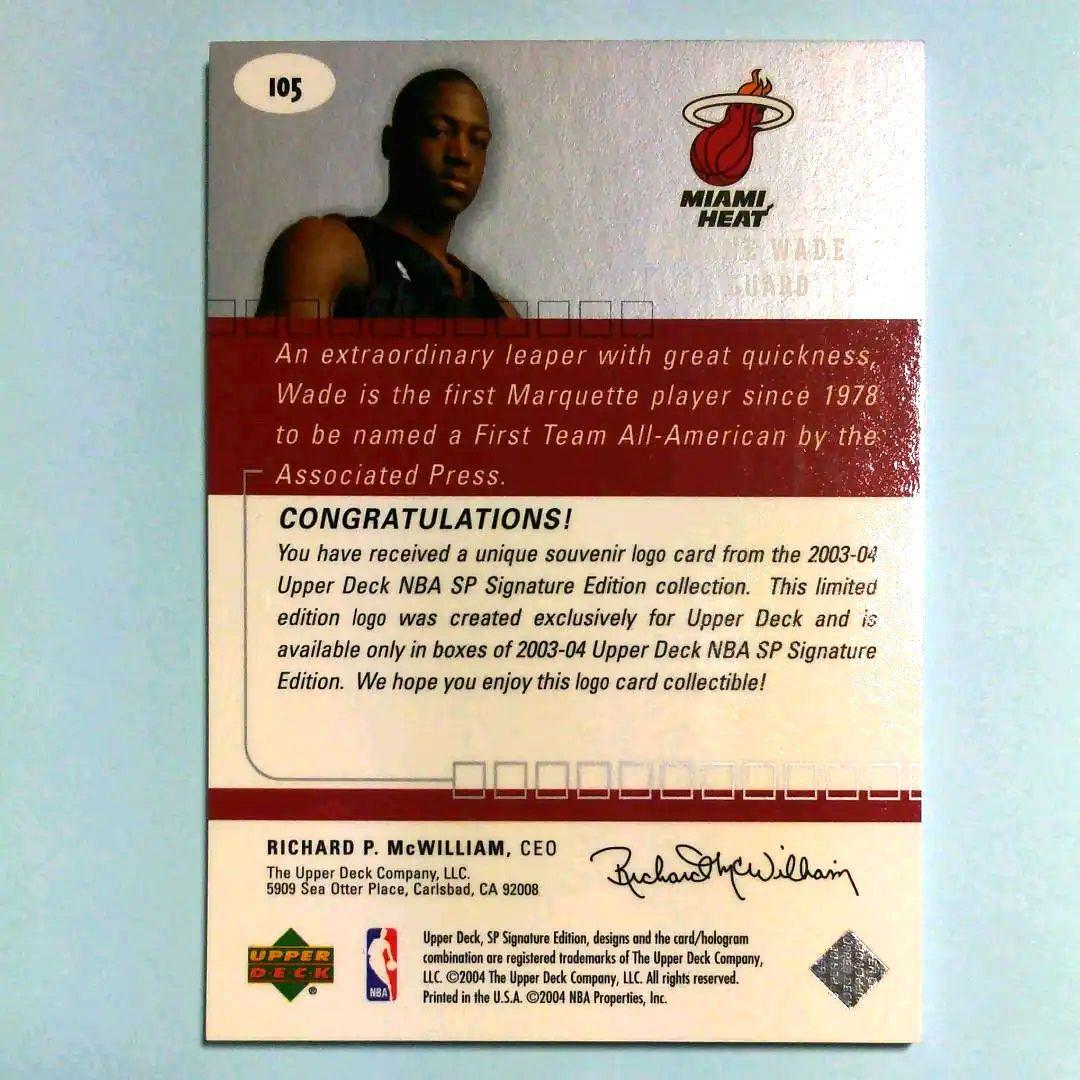 105
MIAMI
HEAT
WADE
GUARD
An extraordinary leaper with great quickness,
Wade is the first Marquette player since 1978
to be named a First Team All-American by the
Associated Press.
CONGRATULATIONS!
You have received a unique souvenir logo card from the 2003-04
Upper Deck NBA SP Signature Edition collection. This limited
edition logo was created exclusively for Upper Deck and is
available only in boxes of 2003-04 Upper Deck NBA SP Signature
Edition. We hope you enjoy this logo card collectible!
RICHARD P. McWILLIAM, CEO
The Upper Deck Company, LLC.
5909 Sea Otter Place, Carlsbad, CA 92008
Richard McWilliam
UPPER
D·E·C·K
®
NBA
Upper Deck, SP Signature Edition, designs and the card/hologram
combination are registered trademarks of The Upper Deck Company,
LLC. ©2004 The Upper Deck Company, LLC. All rights reserved.
Printed in the U.S.A. ©2004 NBA Properties, Inc.